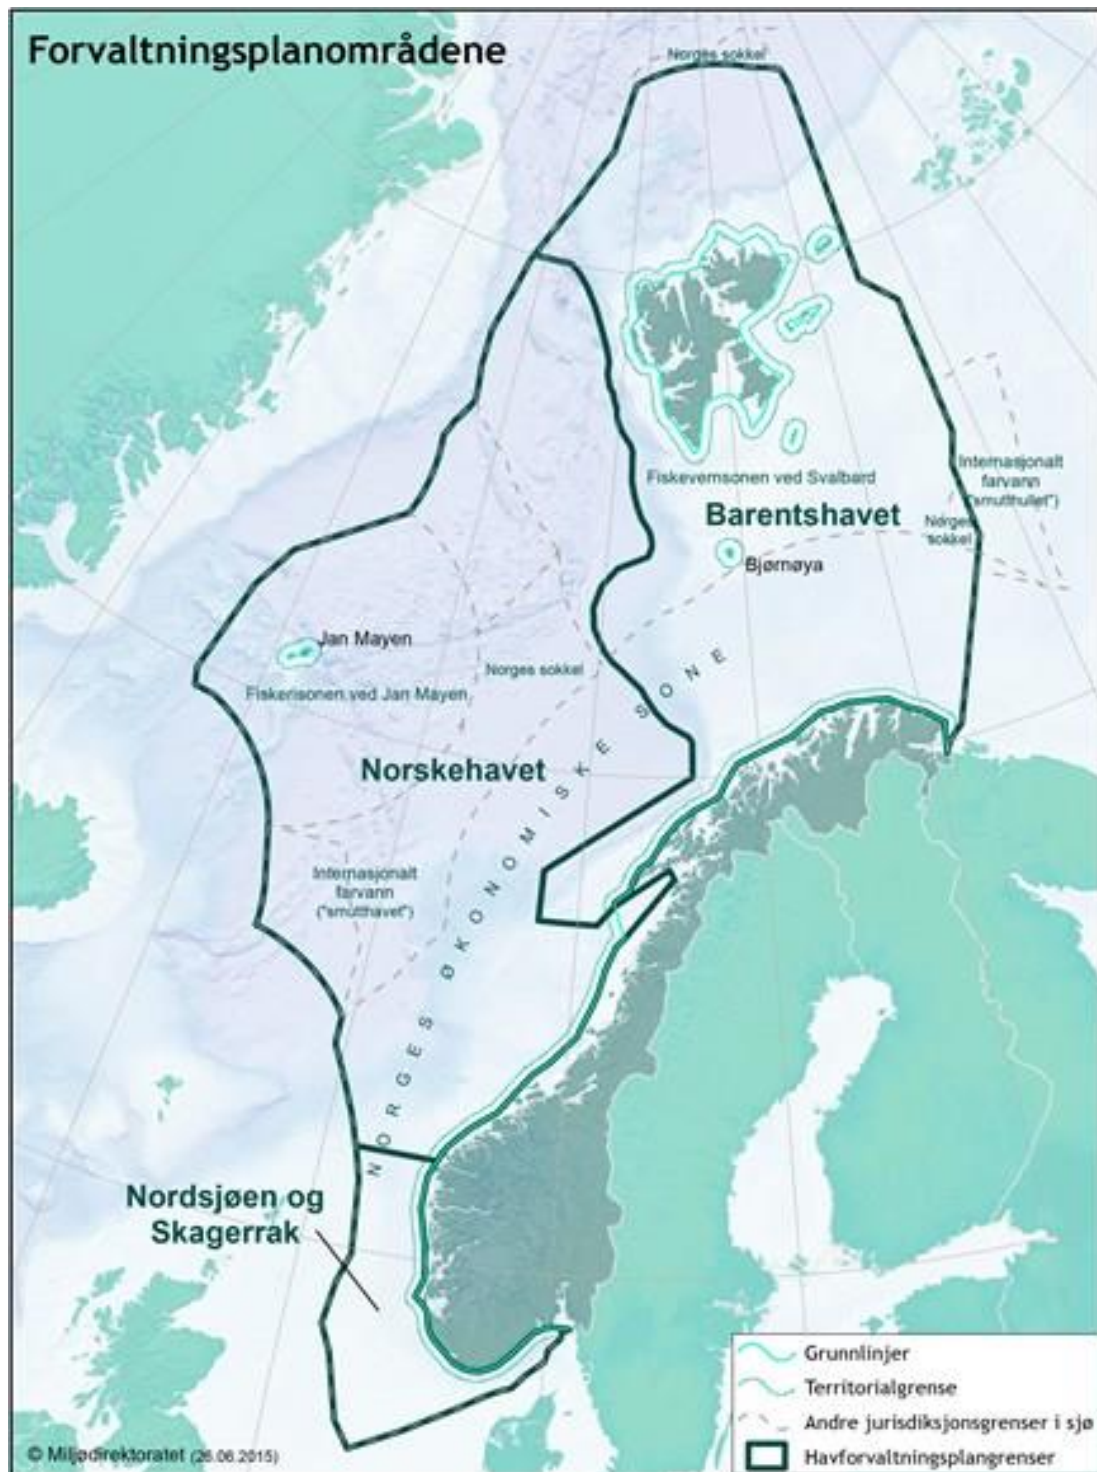 Forvaltningsplanområdene
Norges sokkel
Fiskevernsonen ved Svalbard
Barentshavet
Internasjonalt
farvann
("smutthullet")
Norges
sokkel
Bjørnøya
Jan Mayen
Fiskerisonen ved Jan Mayen
Norges sokkel
Norskehavet
NORGES ØKONOMISKE SONE
Internasjonalt
farvann
("smutthavet")
Nordsjøen og
Skagerrak
Grunnlinjer
Territorialgrense
Andre jurisdiksjonsgrenser i sjø
Havforvaltningsplangrenser
© Miljødirektoratet (26.06.2015)